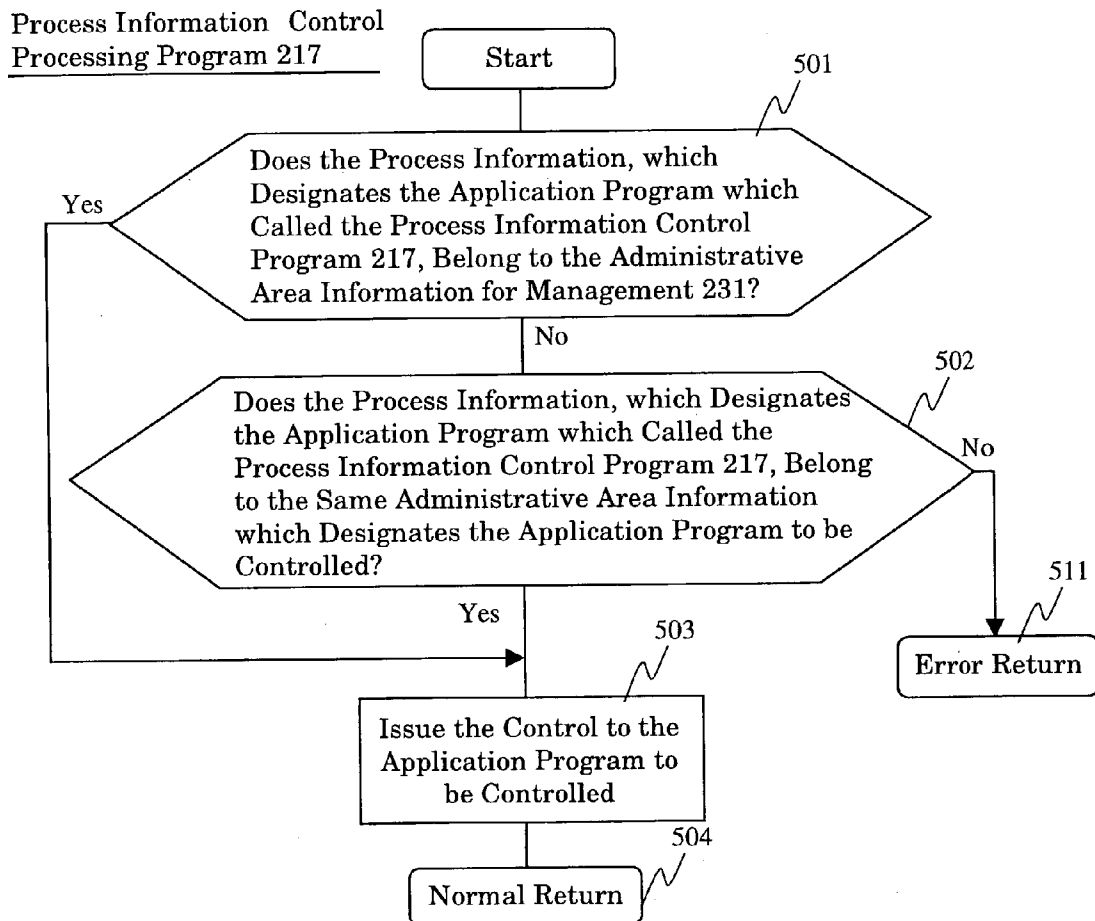 Process Information Control
Processing Program 217
Start
501
Does the Process Information, which
Designates the Application Program which
Called the Process Information Control
Program 217, Belong to the Administrative
Area Information for Management 231?
Yes
No
502
Does the Process Information, which Designates
the Application Program which Called the
Process Information Control Program 217, Belong
to the Same Administrative Area Information
which Designates the Application Program to be
Controlled?
No
Yes
511
Error Return
503
Issue the Control to the
Application Program to
be Controlled
504
Normal Return